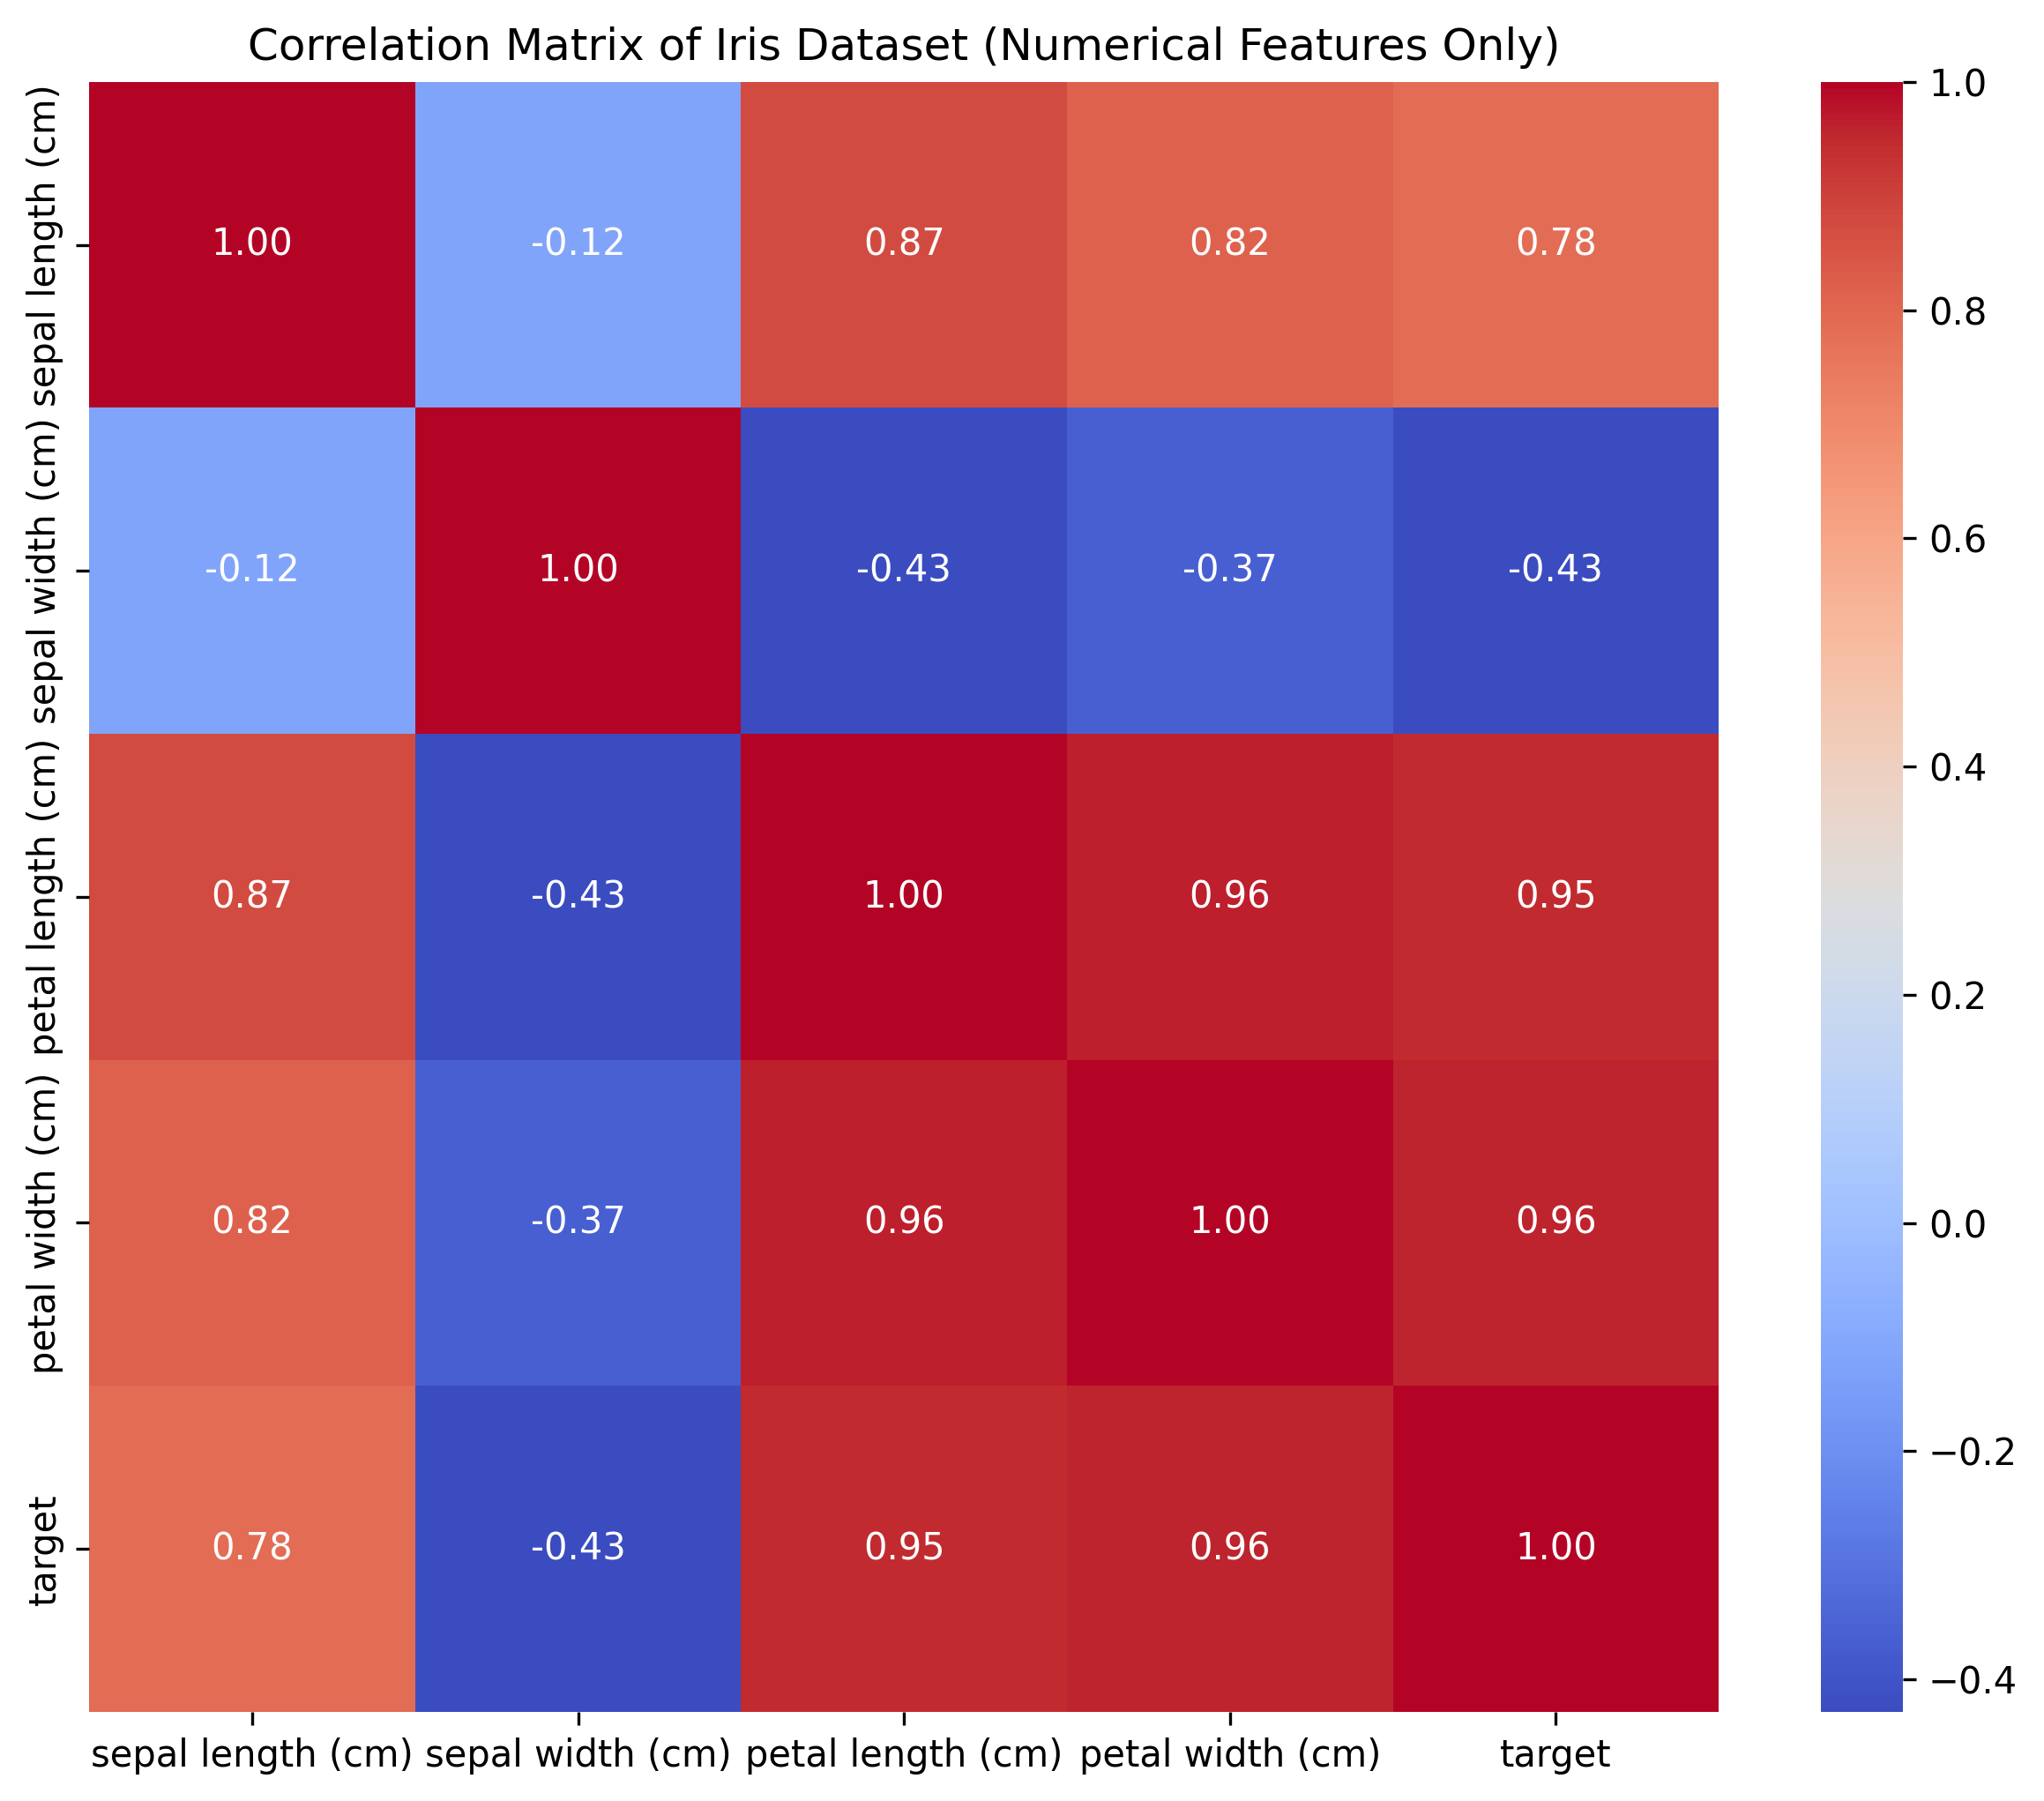 Correlation Matrix of Iris Dataset (Numerical Features Only)
sepal length (cm)
1.00 -0.12 0.87 0.82 0.78
sepal width (cm)
-0.12 1.00 -0.43 -0.37 -0.43
petal length (cm)
0.87 -0.43 1.00 0.96 0.95
petal width (cm)
0.82 -0.37 0.96 1.00 0.96
target
0.78 -0.43 0.95 0.96 1.00
sepal length (cm) sepal width (cm) petal length (cm) petal width (cm) target
1.0
0.8
0.6
0.4
0.2
0.0
−0.2
−0.4